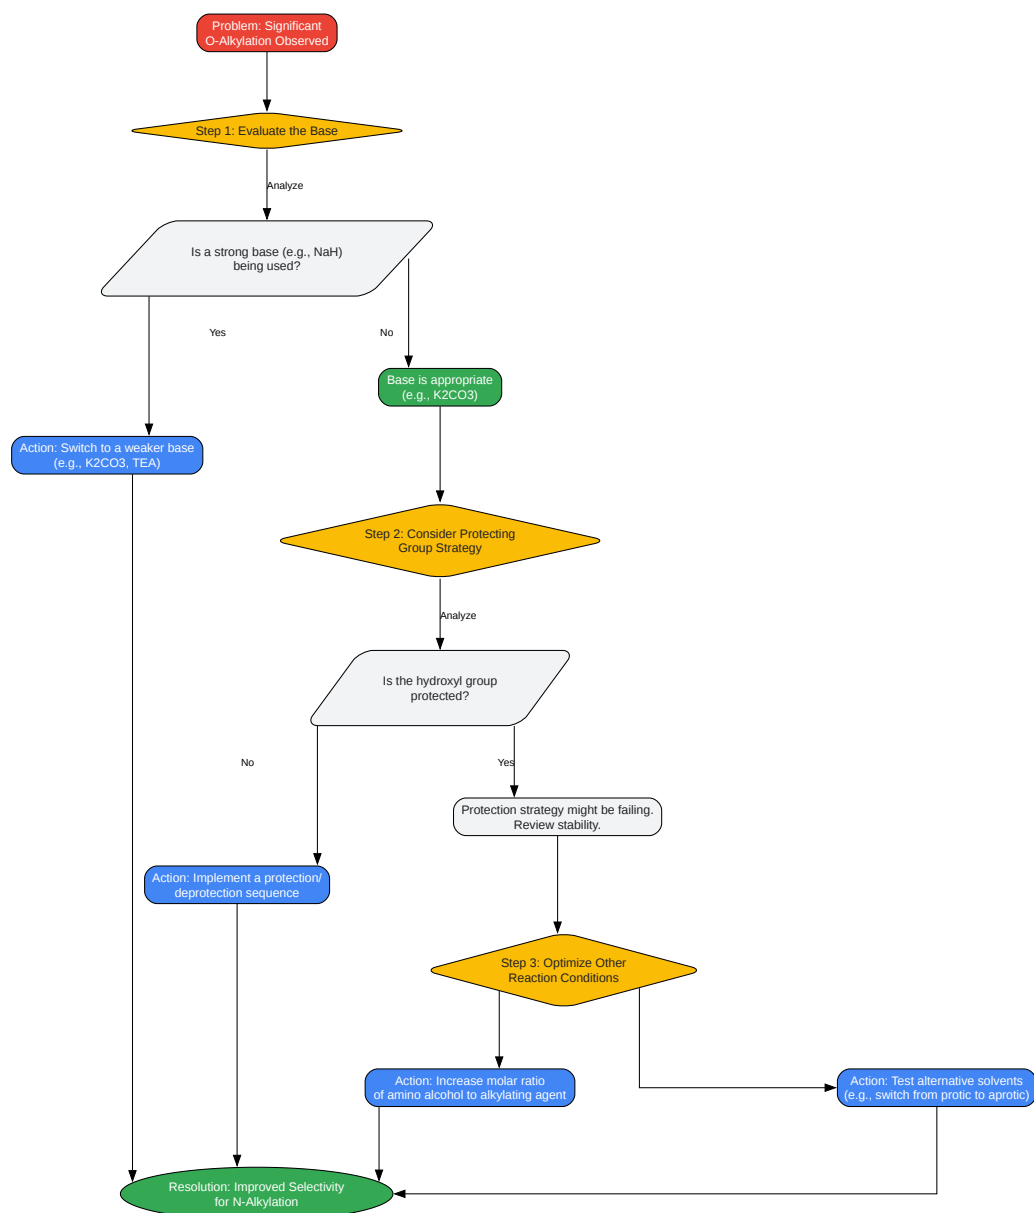 Problem: Significant
O-Alkylation Observed
Step 1: Evaluate the Base
Analyze
Is a strong base (e.g., NaH)
being used?
Yes
No
Base is appropriate
(e.g., K2CO3)
Action: Switch to a weaker base
(e.g., K2CO3, TEA)
Step 2: Consider Protecting
Group Strategy
Analyze
Is the hydroxyl group
protected?
No
Yes
Protection strategy might be failing.
Review stability.
Action: Implement a protection/
deprotection sequence
Step 3: Optimize Other
Reaction Conditions
Action: Increase molar ratio
of amino alcohol to alkylating agent
Action: Test alternative solvents
(e.g., switch from protic to aprotic)
Resolution: Improved Selectivity
for N-Alkylation